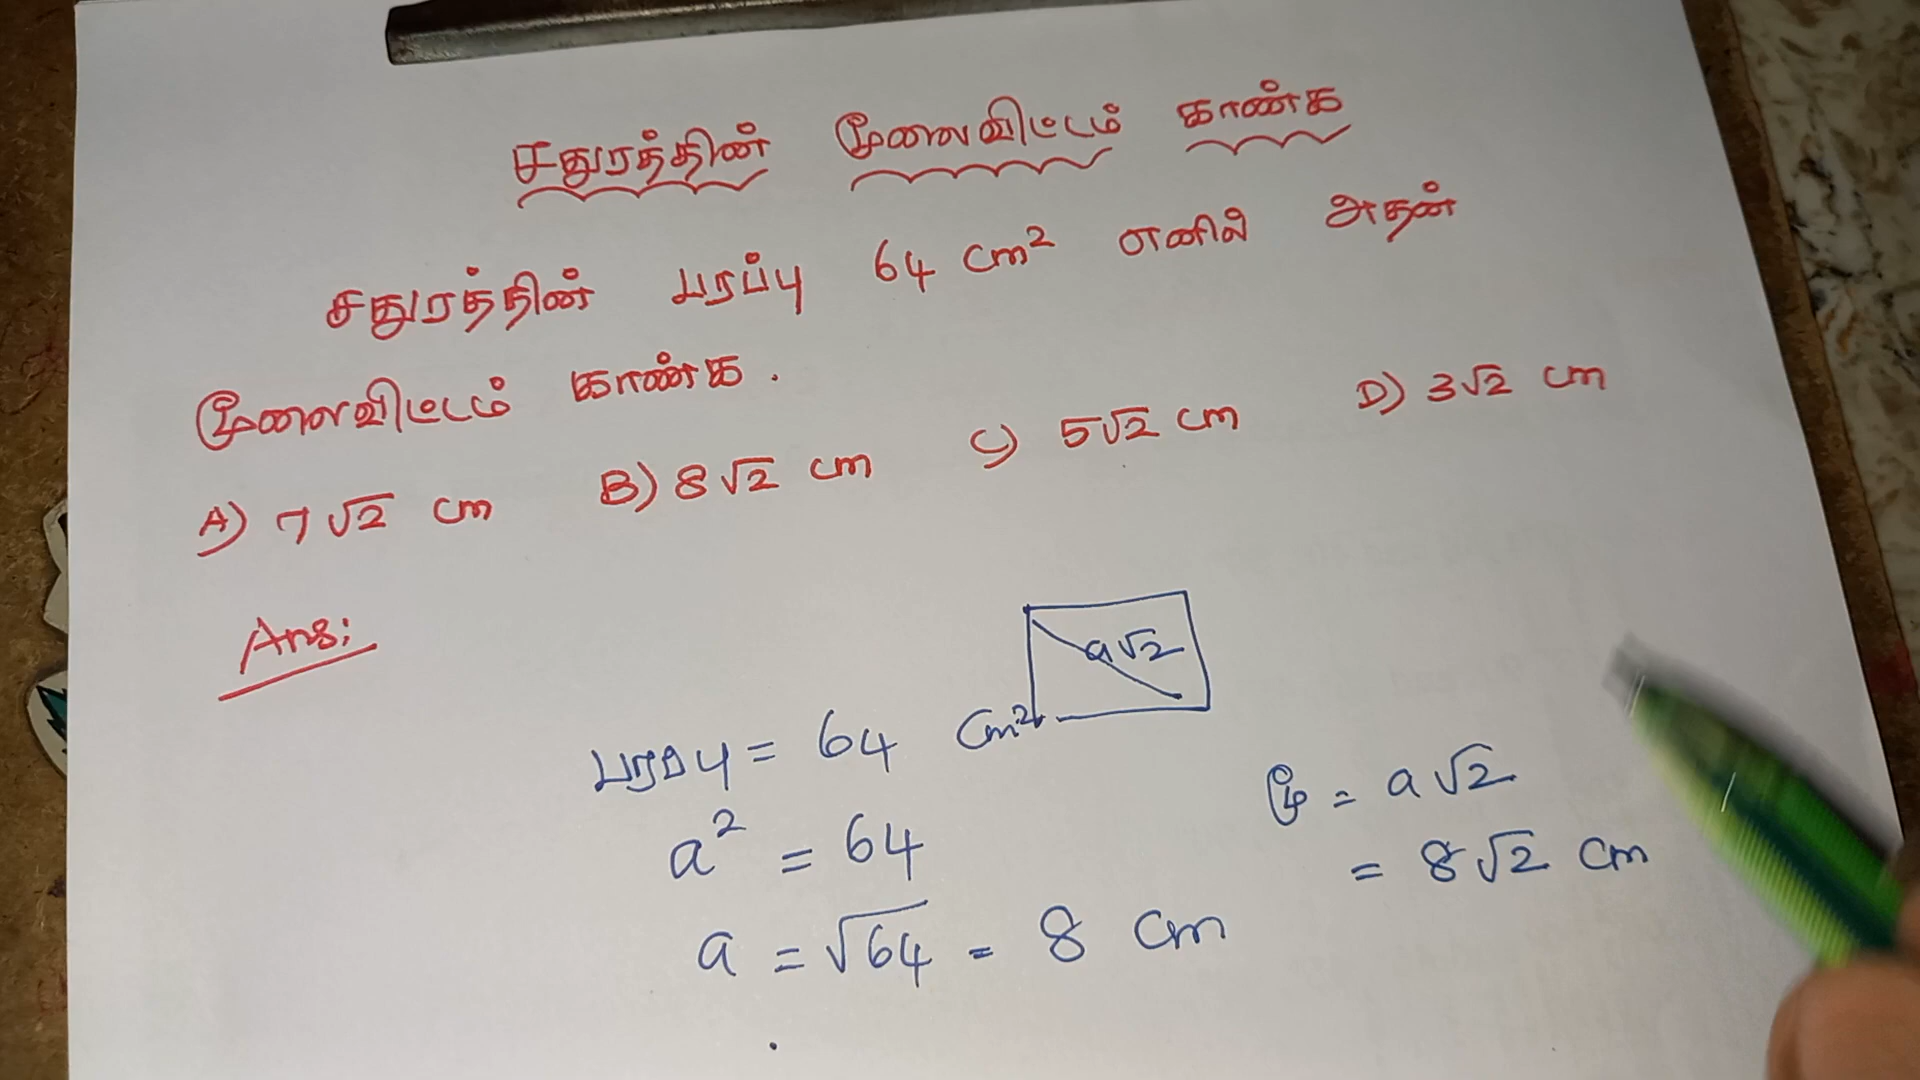 சதுரத்தின் மூலைவிட்டம் காண்க
சதுரத்தின் பரப்பு 64 cm² எனில் அதன்
மூலைவிட்டம் காண்க.
A) 7√2 cm B) 8√2 cm C) 5√2 cm D) 3√2 cm
Ans:
a√2
பரப்பு = 64 cm²
a² = 64
a = √64 = 8 cm
மூ = a√2
= 8√2 cm